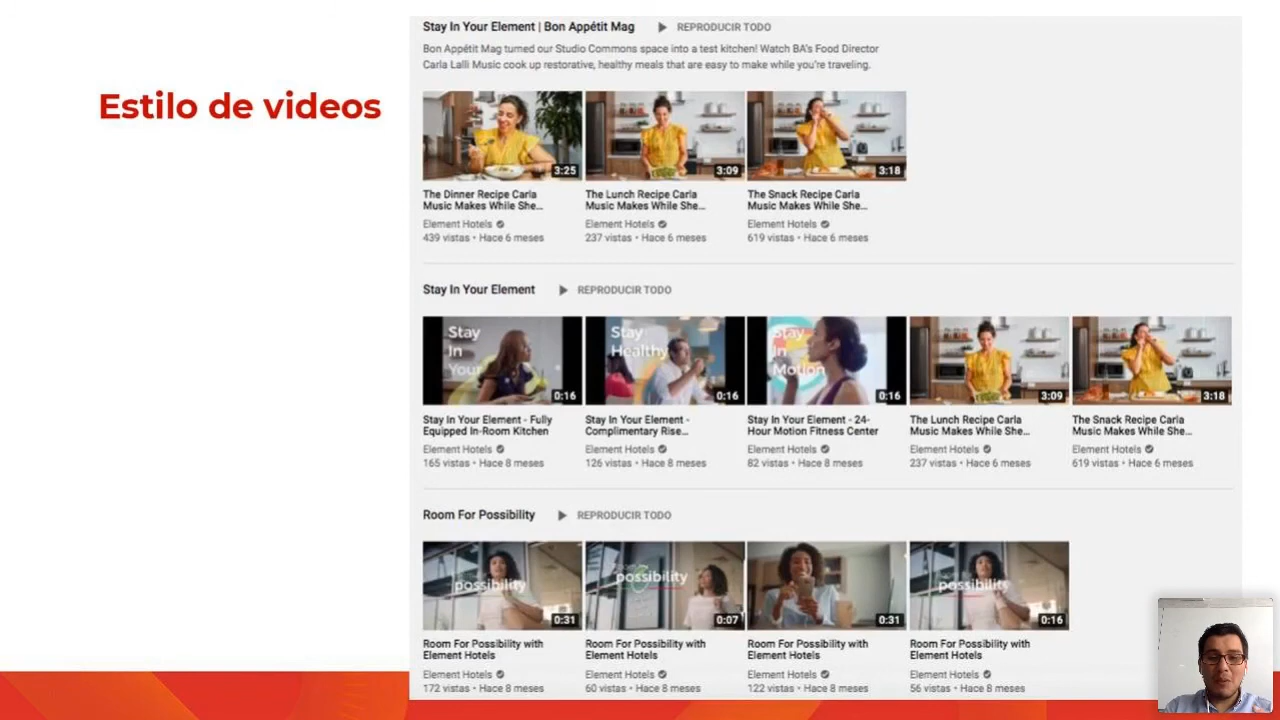 Estilo de videos
Stay In Your Element | Bon Appétit Mag REPRODUCIR TODO
Bon Appétit Mag turned our Studio Commons space into a test kitchen! Watch BA's Food Director
Carla Lalli Music cook up restorative, healthy meals that are easy to make while you're traveling.
3:25 3:09 3:18
The Dinner Recipe Carla
Music Makes While She...
Element Hotels
439 vistas • Hace 6 meses
The Lunch Recipe Carla
Music Makes While She...
Element Hotels
237 vistas • Hace 6 meses
The Snack Recipe Carla
Music Makes While She...
Element Hotels
619 vistas • Hace 6 meses
Stay In Your Element REPRODUCIR TODO
Stay
In
Your
0:16
Stay
Healthy
0:16
Stay
In
Motion
0:16
3:09
3:18
Stay In Your Element - Fully
Equipped In-Room Kitchen
Element Hotels
165 vistas • Hace 8 meses
Stay In Your Element -
Complimentary Rise...
Element Hotels
126 vistas • Hace 8 meses
Stay In Your Element - 24-
Hour Motion Fitness Center
Element Hotels
82 vistas • Hace 8 meses
The Lunch Recipe Carla
Music Makes While She...
Element Hotels
237 vistas • Hace 6 meses
The Snack Recipe Carla
Music Makes While She...
Element Hotels
619 vistas • Hace 6 meses
Room For Possibility REPRODUCIR TODO
possibility
0:31
possibility
0:07
0:31
possibility
0:16
Room For Possibility with
Element Hotels
Element Hotels
172 vistas • Hace 8 meses
Room For Possibility with
Element Hotels
Element Hotels
60 vistas • Hace 8 meses
Room For Possibility with
Element Hotels
Element Hotels
122 vistas • Hace 8 meses
Room For Possibility with
Element Hotels
Element Hotels
56 vistas • Hace 8 meses